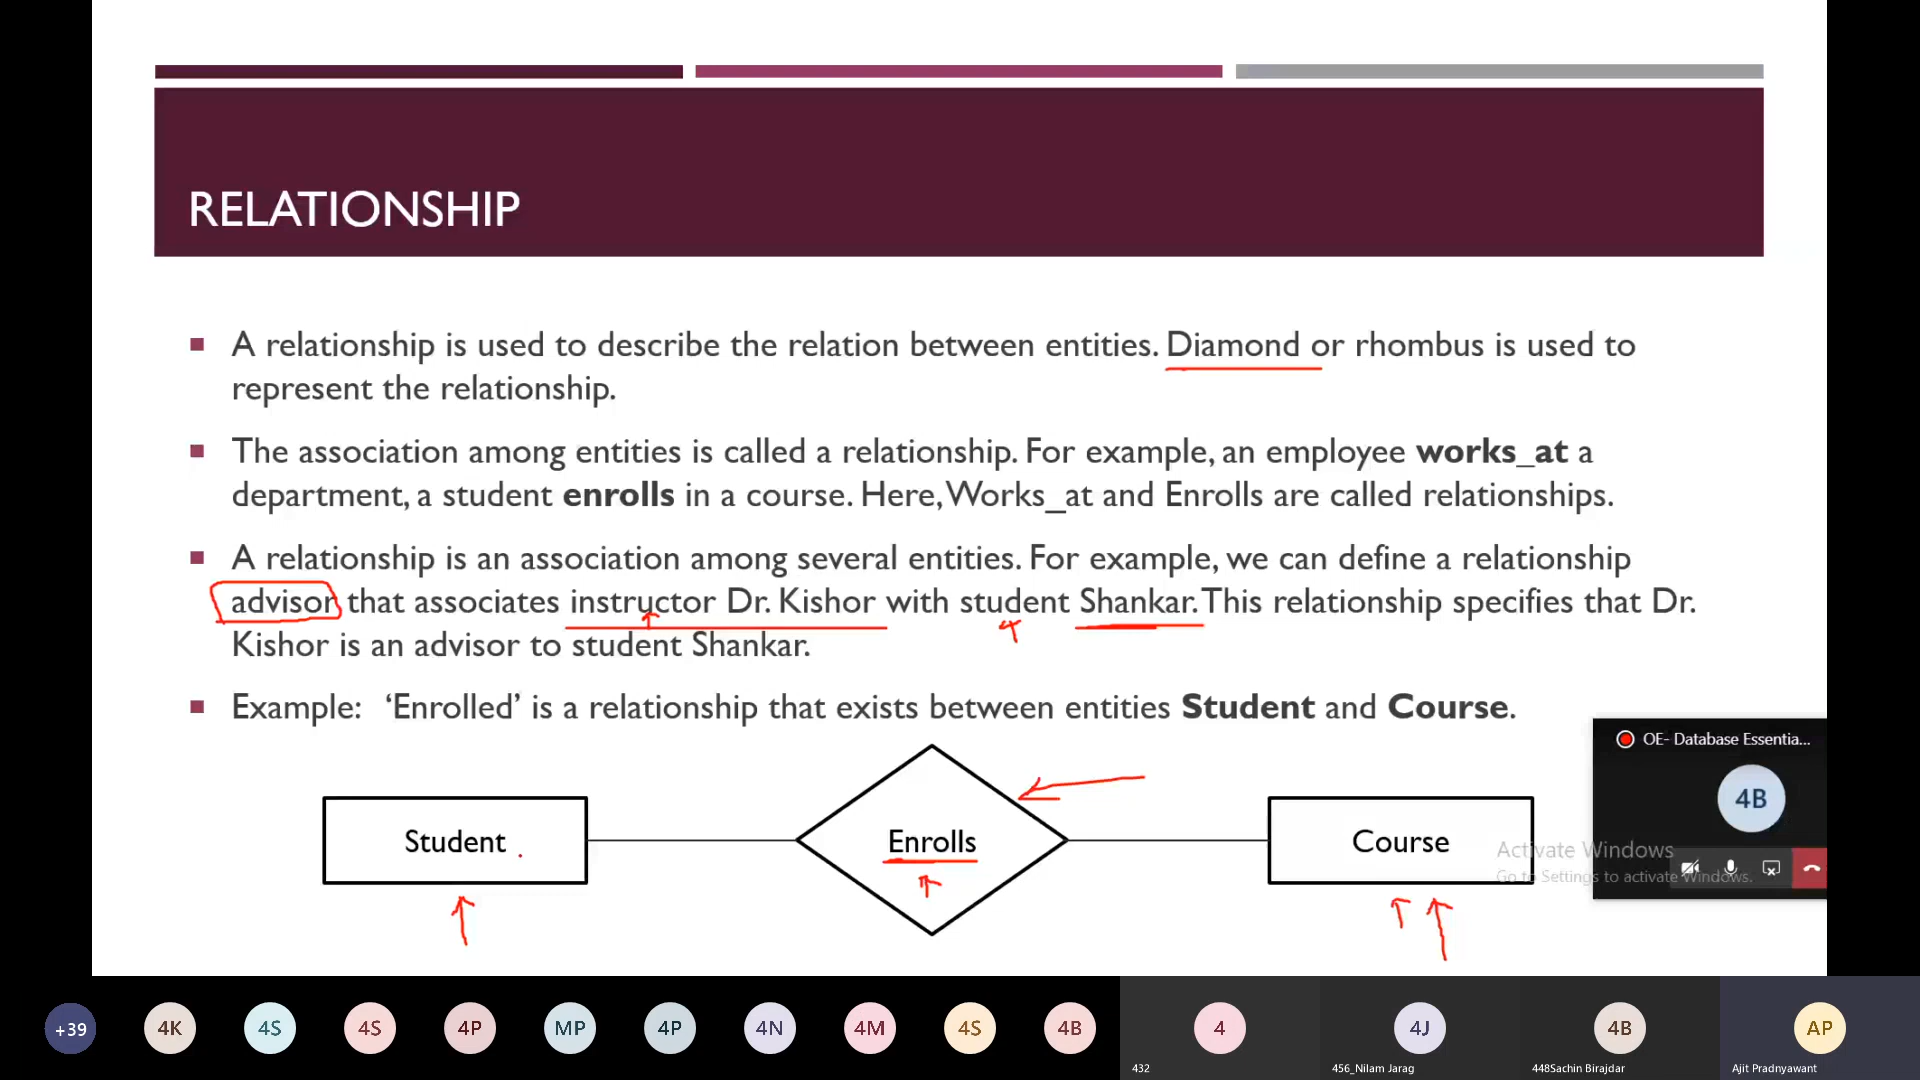 RELATIONSHIP
A relationship is used to describe the relation between entities. Diamond or rhombus is used to
represent the relationship.
The association among entities is called a relationship. For example, an employee works_at a
department, a student enrolls in a course. Here, Works_at and Enrolls are called relationships.
A relationship is an association among several entities. For example, we can define a relationship
advisor that associates instructor Dr. Kishor with student Shankar. This relationship specifies that Dr.
Kishor is an advisor to student Shankar.
Example: ‘Enrolled’ is a relationship that exists between entities Student and Course.
OE- Database Essentia...
4B
Student
Enrolls
Course
Activate Windows
Go to Settings to activate Windows.
+39
4K
4S
4S
4P
MP
4P
4N
4M
4S
4B
4
4J
4B
AP
432
456_Nilam Jarag
448Sachin Birajdar
Ajit Pradnyawant